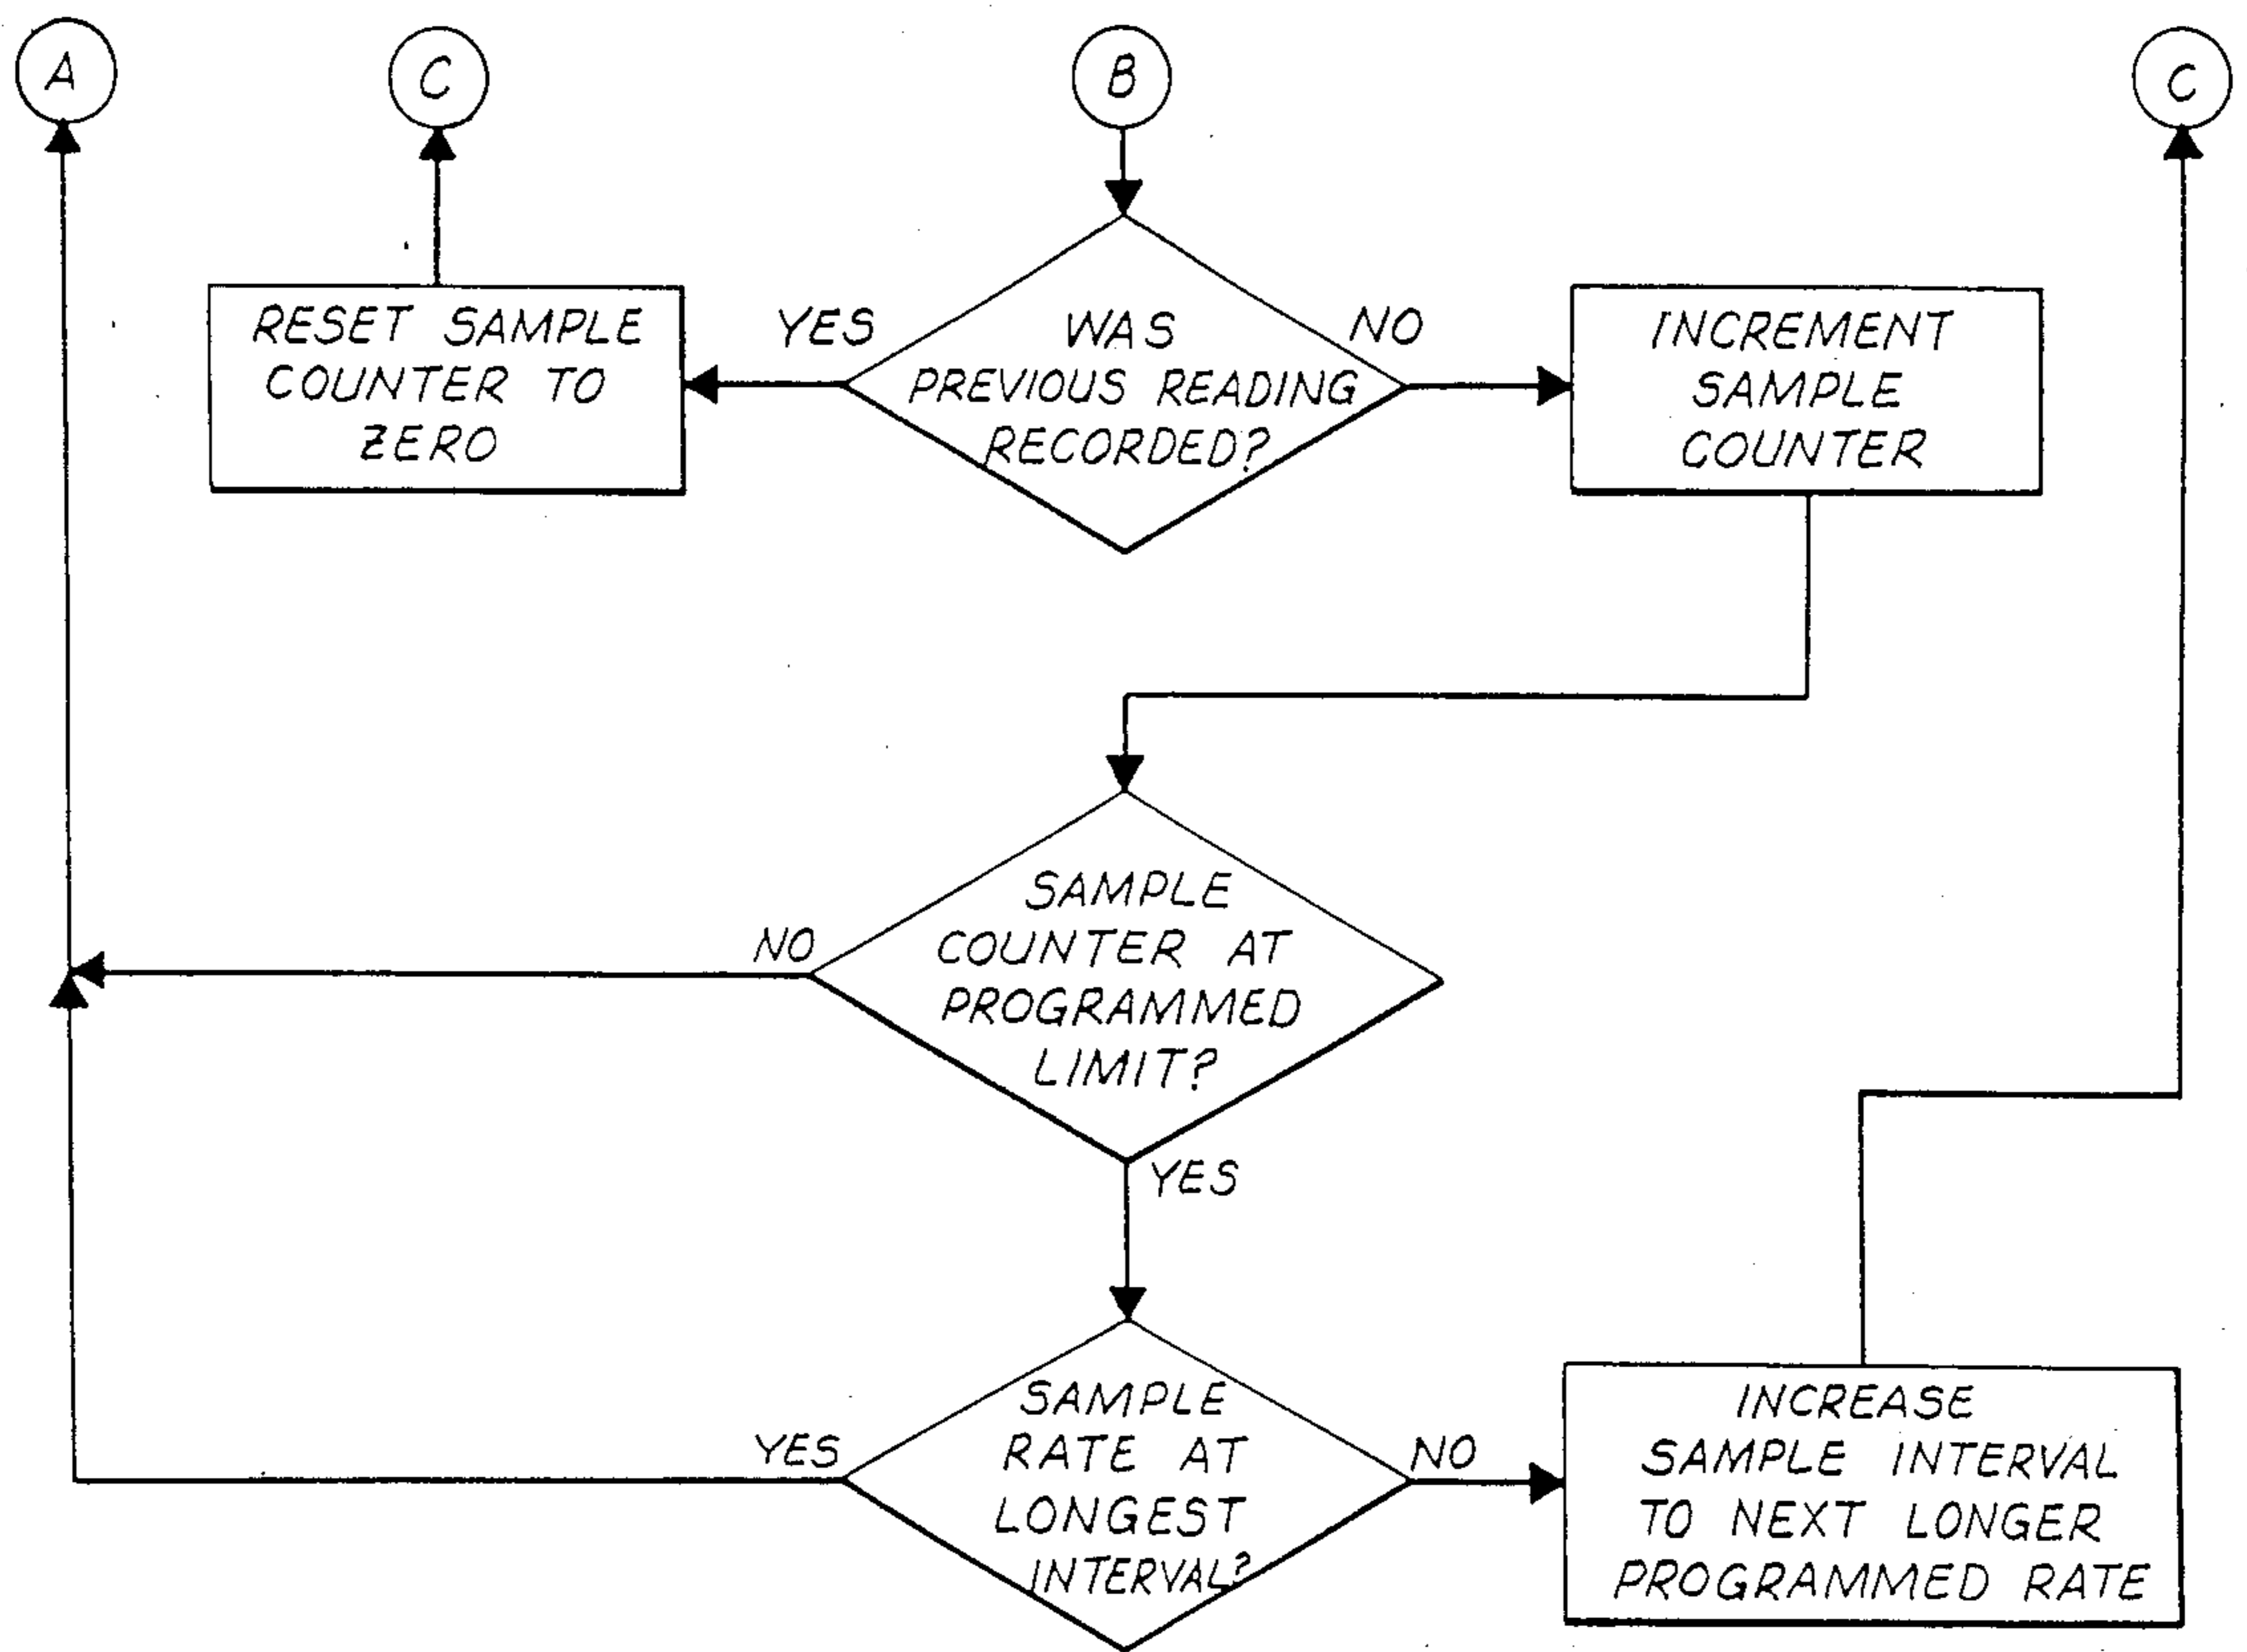 A
C
B
C
RESET SAMPLE
COUNTER TO
ZERO
YES
WAS
PREVIOUS READING
RECORDED?
NO
INCREMENT
SAMPLE
COUNTER
SAMPLE
COUNTER AT
PROGRAMMED
LIMIT?
NO
YES
SAMPLE
RATE AT
LONGEST
INTERVAL?
YES
NO
INCREASE
SAMPLE INTERVAL
TO NEXT LONGER
PROGRAMMED RATE